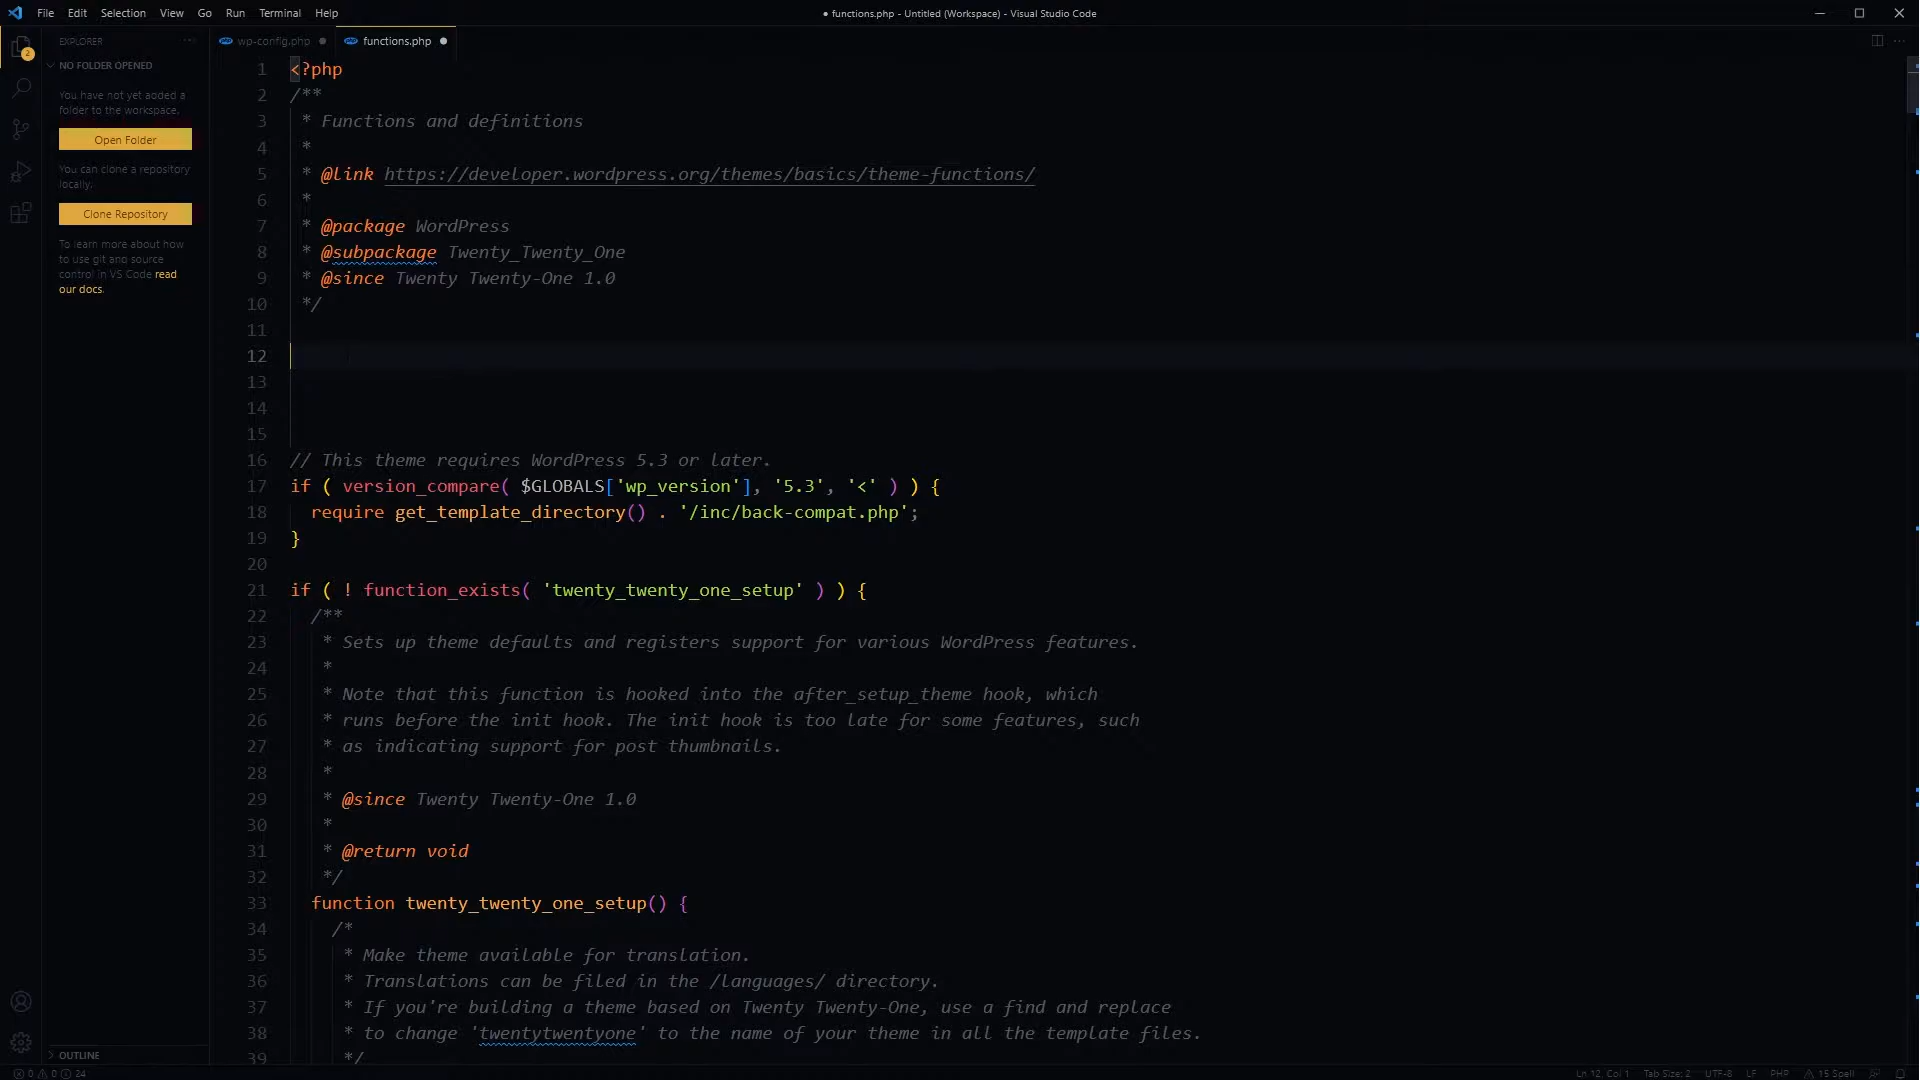 File Edit Selection View Go Run Terminal Help
● functions.php - Untitled (Workspace) - Visual Studio Code
EXPLORER
wp-config.php
functions.php
2
NO FOLDER OPENED
You have not yet added a
folder to the workspace.
Open Folder
You can clone a repository
locally.
Clone Repository
To learn more about how
to use git and source
control in VS Code read
our docs.
1 <?php
2 /**
3 * Functions and definitions
4 *
5 * @link https://developer.wordpress.org/themes/basics/theme-functions/
6 *
7 * @package WordPress
8 * @subpackage Twenty_Twenty_One
9 * @since Twenty Twenty-One 1.0
10 */
11
12
13
14
15
16 // This theme requires WordPress 5.3 or later.
17 if ( version_compare( $GLOBALS['wp_version'], '5.3', '<' ) ) {
18 require get_template_directory() . '/inc/back-compat.php';
19 }
20
21 if ( ! function_exists( 'twenty_twenty_one_setup' ) ) {
22 /**
23 * Sets up theme defaults and registers support for various WordPress features.
24 *
25 * Note that this function is hooked into the after_setup_theme hook, which
26 * runs before the init hook. The init hook is too late for some features, such
27 * as indicating support for post thumbnails.
28 *
29 * @since Twenty Twenty-One 1.0
30 *
31 * @return void
32 */
33 function twenty_twenty_one_setup() {
34 /*
35 * Make theme available for translation.
36 * Translations can be filed in the /languages/ directory.
37 * If you're building a theme based on Twenty Twenty-One, use a find and replace
38 * to change 'twentytwentyone' to the name of your theme in all the template files.
39 */
OUTLINE
0 0 24
Ln 12, Col 1 Tab Size: 2 UTF-8 LF PHP 15 Spell